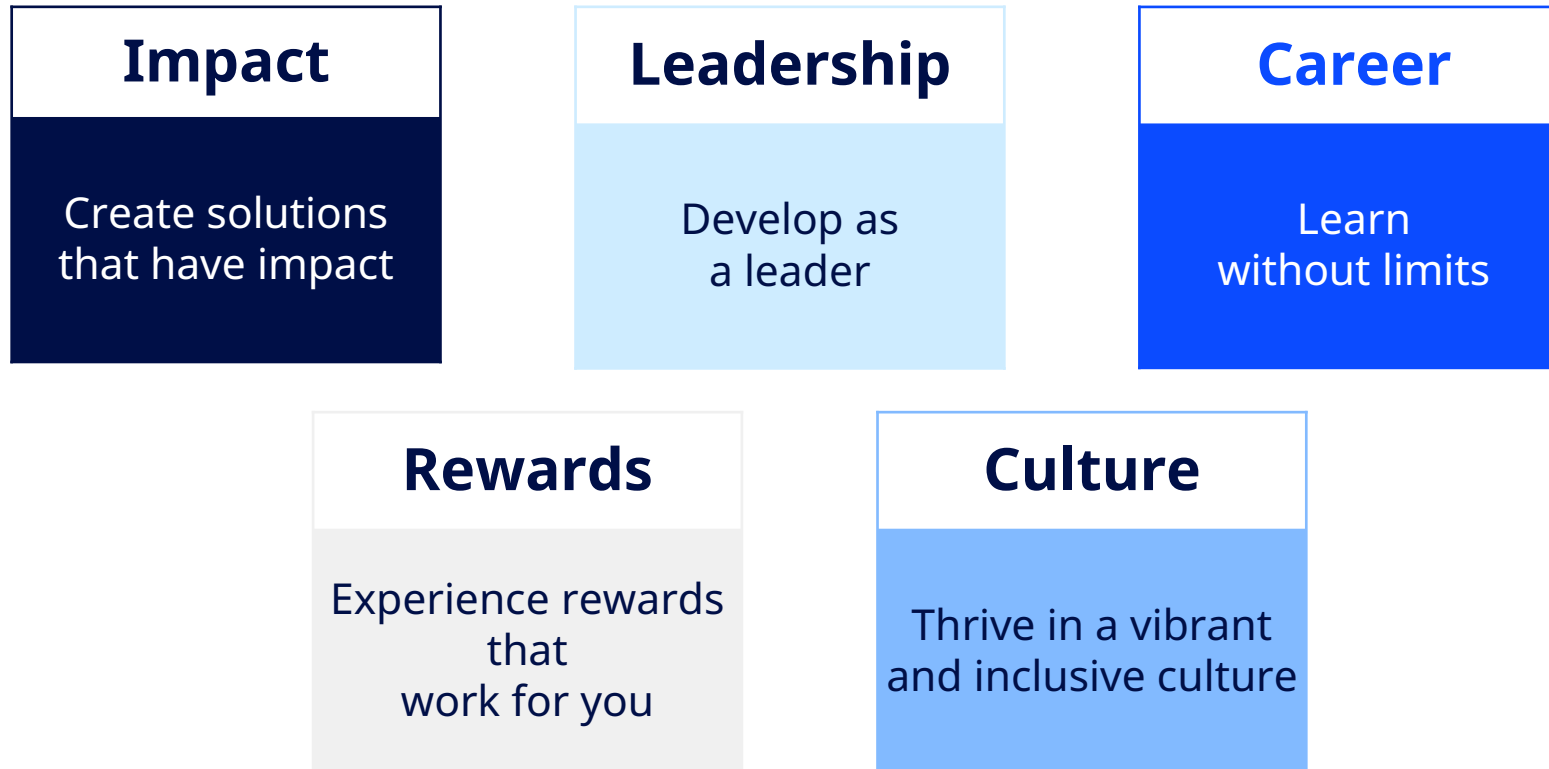 Impact
Create solutions
that have impact
Leadership
Develop as
a leader
Career
Learn
without limits
Rewards
Experience rewards
that
work for you
Culture
Thrive in a vibrant
and inclusive culture